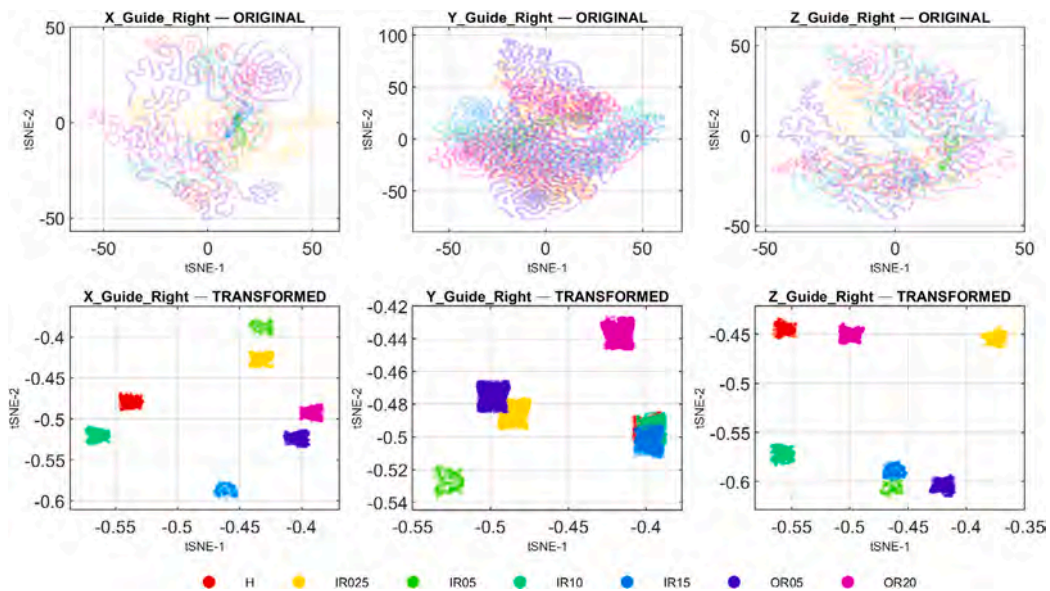 X_Guide_Right — ORIGINAL
Y_Guide_Right — ORIGINAL
Z_Guide_Right — ORIGINAL
50
0
-50
tSNE-2
-50
0
50
tSNE-1
100
50
0
-50
tSNE-2
-50
0
50
tSNE-1
50
0
-50
tSNE-2
-50
0
50
tSNE-1
X_Guide_Right — TRANSFORMED
Y_Guide_Right — TRANSFORMED
Z_Guide_Right — TRANSFORMED
-0.4
-0.45
-0.5
-0.55
-0.6
tSNE-2
-0.55
-0.5
-0.45
-0.4
tSNE-1
-0.42
-0.44
-0.46
-0.48
-0.5
-0.52
-0.54
tSNE-2
-0.5
-0.45
-0.4
tSNE-1
-0.45
-0.5
-0.55
-0.6
tSNE-2
-0.55
-0.5
-0.45
-0.4
-0.35
tSNE-1
H IR025 IR05 IR10 IR15 OR05 OR20